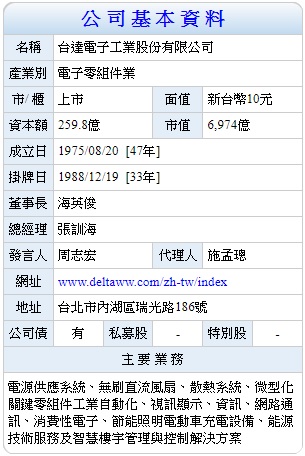 公司基本資料
名稱 台達電子工業股份有限公司
產業別 電子零組件業
市/櫃 上市 面值 新台幣10元
資本額 259.8億 市值 6,974億
成立日 1975/08/20 [47年]
掛牌日 1988/12/19 [33年]
董事長 海英俊
總經理 張訓海
發言人 周志宏 代理人 施孟璁
網址 www.deltaww.com/zh-tw/index
地址 台北市內湖區瑞光路186號
公司債 有 私募股 - 特別股 -
主要業務
電源供應系統、無刷直流風扇、散熱系統、微型化
關鍵零組件工業自動化、視訊顯示、資訊、網路通
訊、消費性電子、節能照明電動車充電設備、能源
技術服務及智慧樓宇管理與控制解決方案